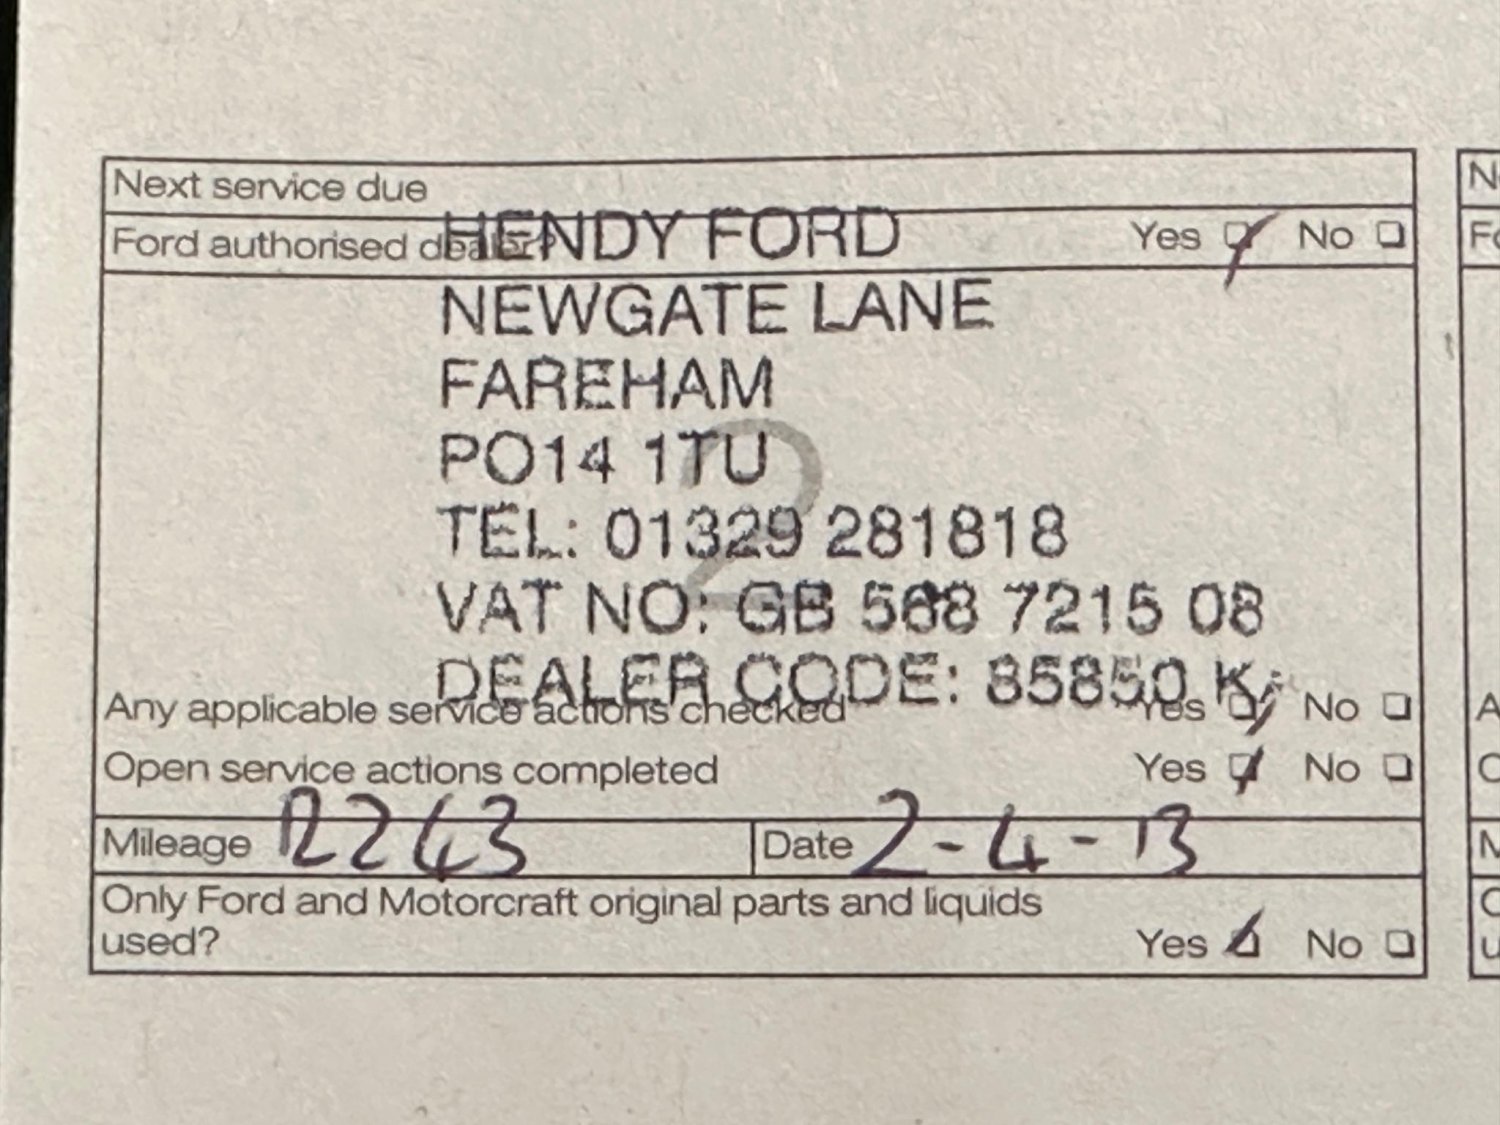 Next service due
Ford authorised dealer? Yes No
HENDY FORD
NEWGATE LANE
FAREHAM
PO14 1TU
2
TEL: 01329 281818
VAT NO: GB 568 7215 08
DEALER CODE: 85850 K
Any applicable service actions checked Yes No
Open service actions completed Yes No
Mileage 12243 Date 2-4-13
Only Ford and Motorcraft original parts and liquids
used? Yes No